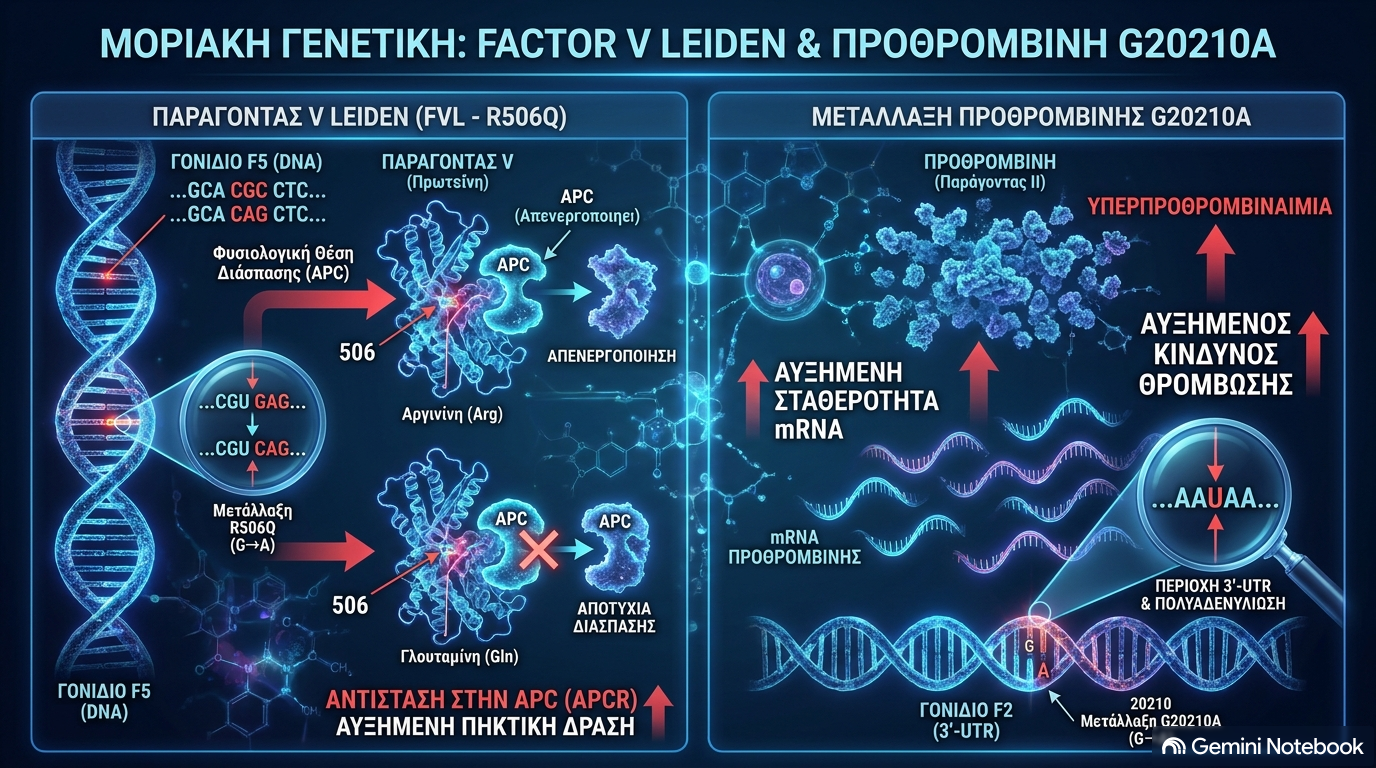 ΜΟΡΙΑΚΗ ΓΕΝΕΤΙΚΗ: FACTOR V LEIDEN & ΠΡΟΘΡΟΜΒΙΝΗ G20210A
ΠΑΡΑΓΟΝΤΑΣ V LEIDEN (FVL - R506Q)
ΓΟΝΙΔΙΟ F5 (DNA)
...GCA CGC CTC...
...GCA CAG CTC...
ΠΑΡΑΓΟΝΤΑΣ V
(Πρωτsίνη)
APC
(Απενεργοποιηει)
Φυσιολογική Θέση
Διάσπασης (APC)
APC
506
ΑΠΕΝΕΡΓΟΠΟΙΗΣΗ
Αργινίνη (Arg)
...CGU GAG...
...CGU CAG...
Μετάλλαξη
RS06Q
(G→A)
APC
APC
506
ΑΠΟΤΥΧΙΑ
ΔΙΑΣΠΑΣΗΣ
Γλουταμίνη (Gln)
ΓΟΝΙΔΙΟ F5
(DNA)
ΑΝΤΙΣΤΑΣΗ ΣΤΗΝ APC (APCR)
ΑΥΞΗΜΕΝΗ ΠΗΚΤΙΚΗ ΔΡΑΣΗ
ΜΕΤΑΛΛΑΞΗ ΠΡΟΘΡΟΜΒΙΝΗΣ G20210A
ΠΡΟΘΡΟΜΒΙΝΗ
(Παράγοντας II)
ΥΠΕΡΠΡΟΘΡΟΜΒΙΝΑΙΜΙΑ
ΑΥΞΗΜΕΝΟΣ
ΚΙΝΔΥΝΟΣ
ΘΡΟΜΒΩΣΗΣ
ΑΥΞΗΜΕΝΗ
ΣΤΑΘΕΡΟΤΗΤΑ
mRNA
...AAUAA...
mRNA
ΠΡΟΘΡΟΜΒΙΝΗΣ
ΠΕΡΙΟΧΗ 3'-UTR
& ΠΟΛΥΑΔΕΝΥΛΙΩΣΗ
G
A
ΓΟΝΙΔΙΟ F2
(3'-UTR)
20210
Μετάλλαξη G20210A
(G→
Gemini Notebook